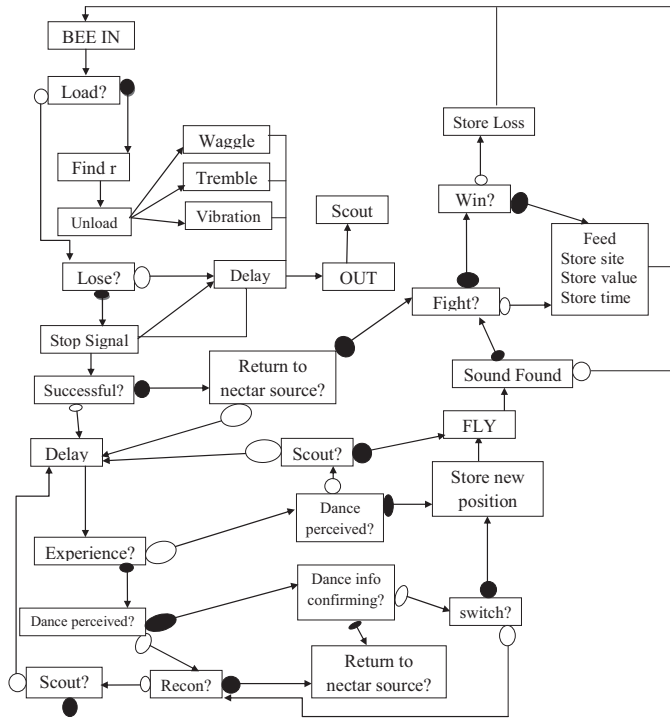 BEE IN
Load?
Store Loss
Waggle
Find r
Tremble
Win?
Scout
Unload
Vibration
Feed
Store site
Store value
Store time
Lose?
Delay
OUT
Fight?
Stop Signal
Return to
nectar source?
Sound Found
Successful?
FLY
Delay
Scout?
Store new
position
Dance
perceived?
Experience?
Dance info
confirming?
switch?
Dance perceived?
Return to
nectar source?
Scout?
Recon?